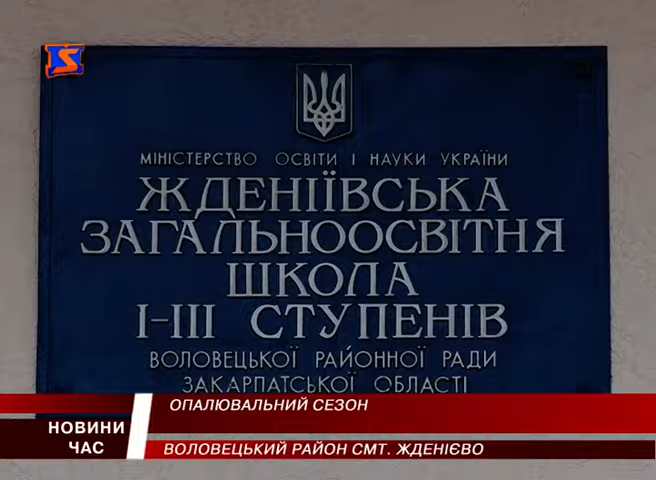 S
МІНІСТЕРСТВО ОСВІТИ І НАУКИ УКРАЇНИ
ЖДЕНІЇВСЬКА
ЗАГАЛЬНООСВІТНЯ
ШКОЛА
І-ІІІ СТУПЕНІВ
ВОЛОВЕЦЬКОЇ РАЙОННОЇ РАДИ
ЗАКАРПАТСЬКОЇ ОБЛАСТІ
ОПАЛЮВАЛЬНИЙ СЕЗОН
НОВИНИ
ЧАС
ВОЛОВЕЦЬКИЙ РАЙОН СМТ. ЖДЕНІЄВО